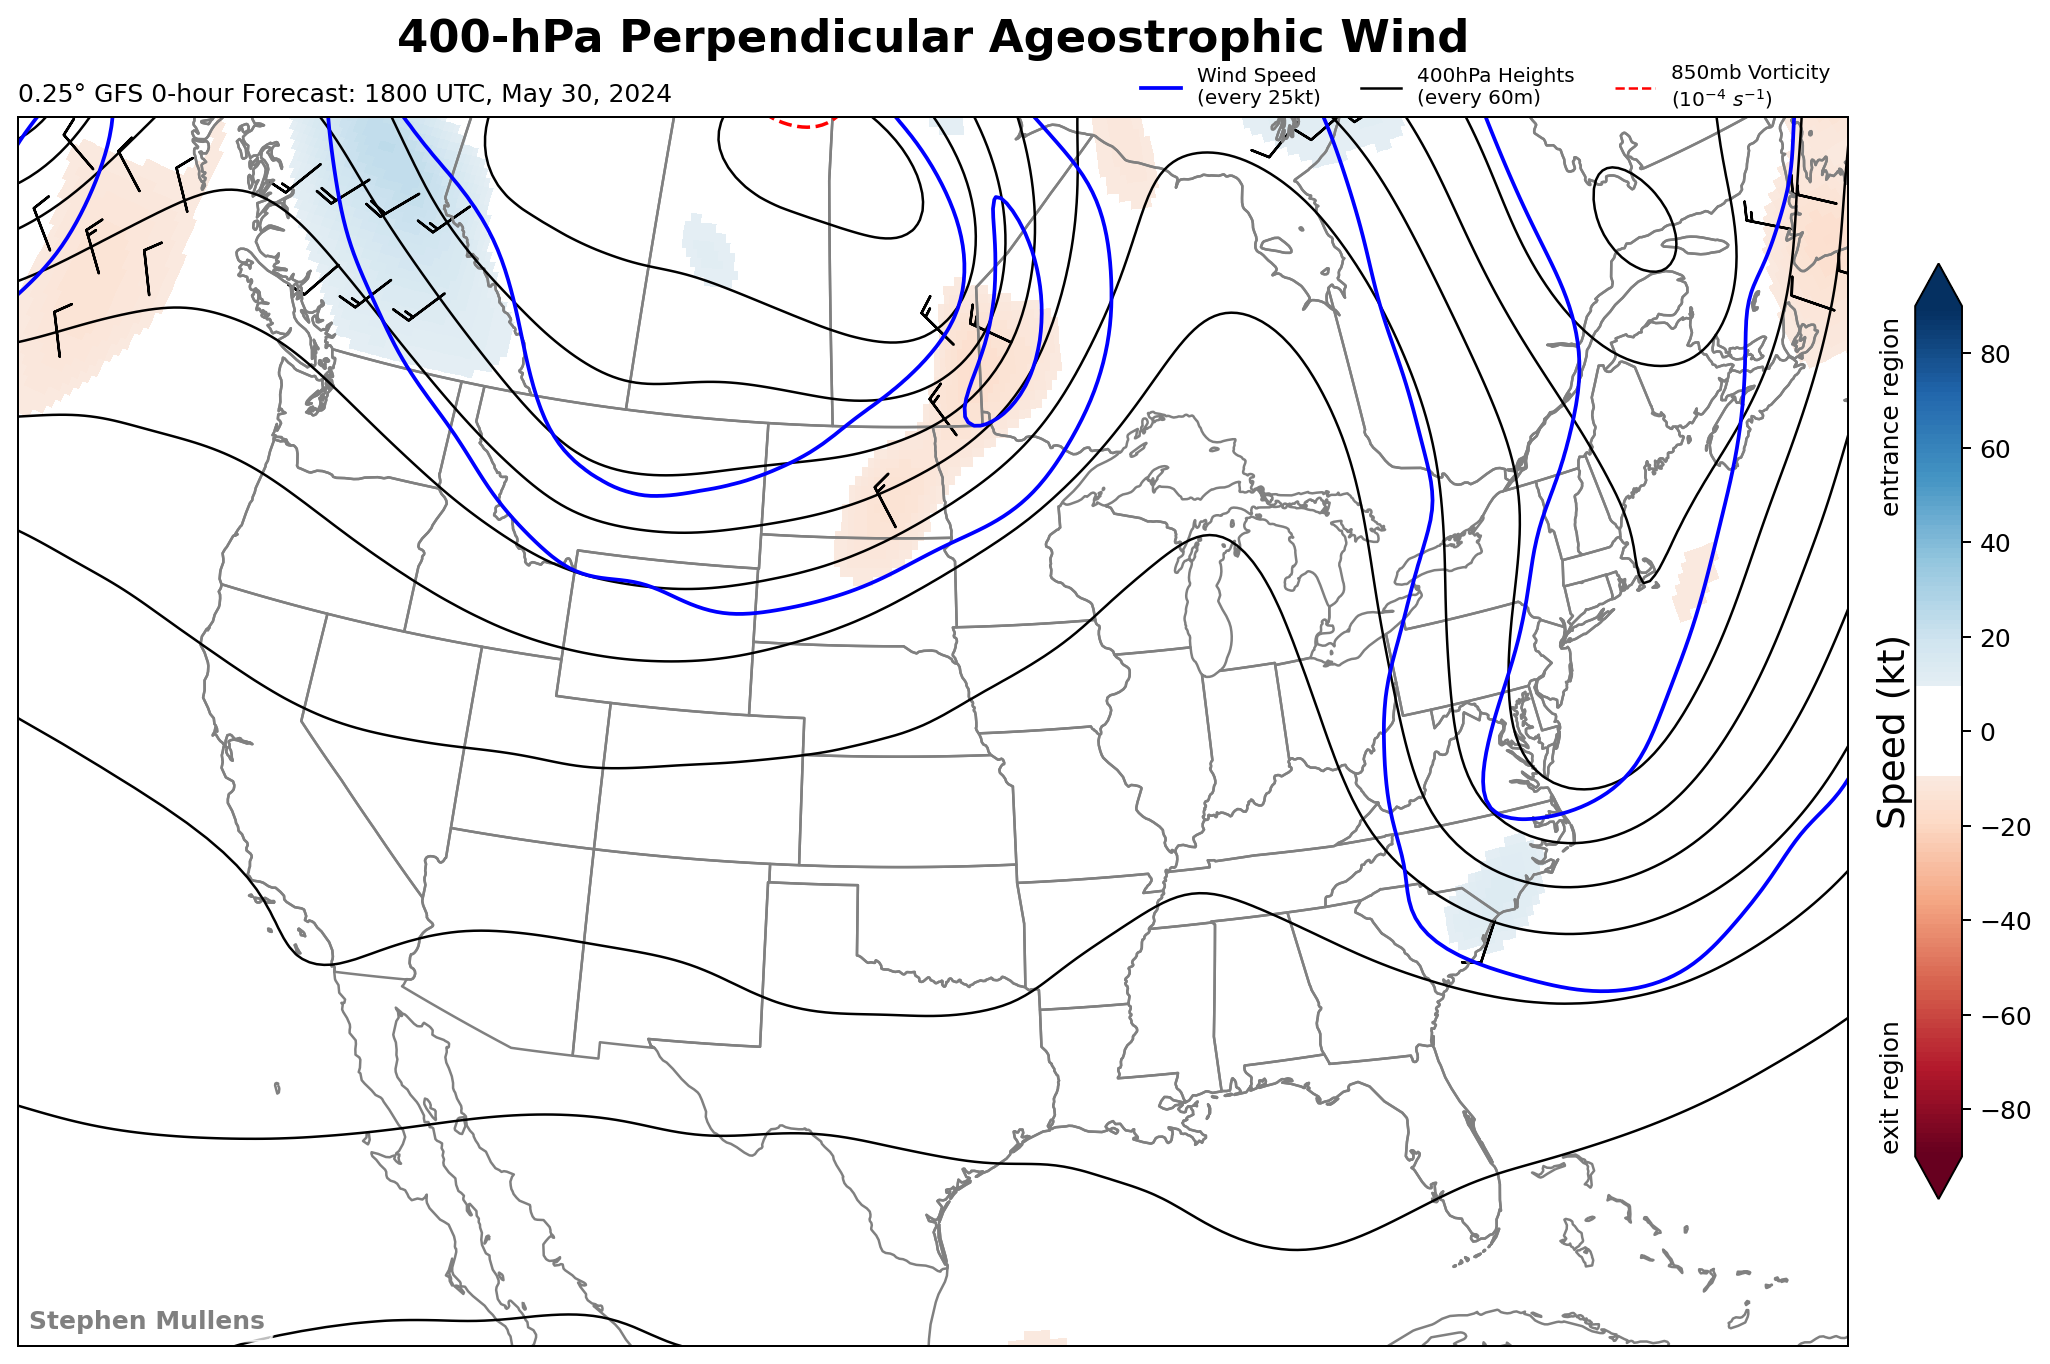 400-hPa Perpendicular Ageostrophic Wind
0.25° GFS 0-hour Forecast: 1800 UTC, May 30, 2024
Wind Speed
(every 25kt)
400hPa Heights
(every 60m)
850mb Vorticity
(10⁻⁴ s⁻¹)
entrance region
Speed (kt)
exit region
80
60
40
20
0
−20
−40
−60
−80
Stephen Mullens